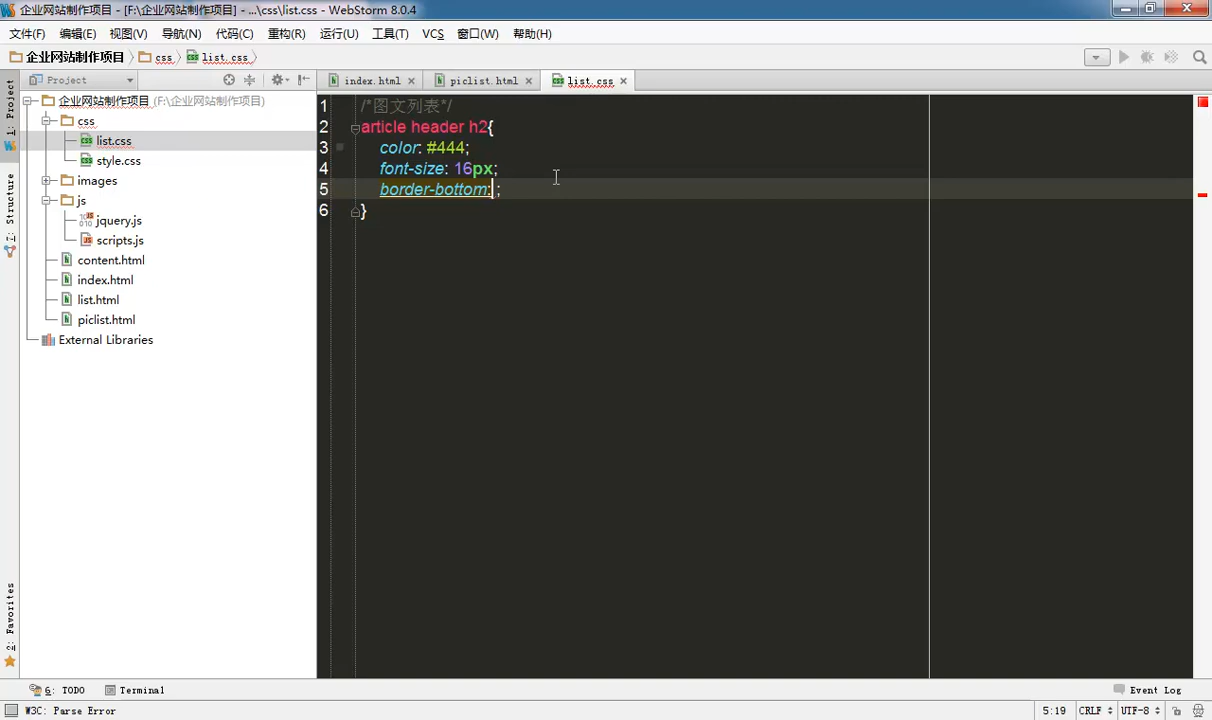 企业网站制作项目 - [F:\企业网站制作项目] - ...\css\list.css - WebStorm 8.0.4
文件(F) 编辑(E) 视图(V) 导航(N) 代码(C) 重构(R) 运行(U) 工具(T) VCS 窗口(W) 帮助(H)
企业网站制作项目 css list.css
Project index.html piclist.html list.css
1: Project
7: Structure
2: Favorites
企业网站制作项目 (F:\企业网站制作项目)
css
list.css
style.css
images
js
jquery.js
scripts.js
content.html
index.html
list.html
piclist.html
External Libraries
1 /*图文列表*/
2 article header h2{
3 color: #444;
4 font-size: 16px;
5 border-bottom: ;
6 }
6: TODO Terminal Event Log
W3C: Parse Error 5:19 CRLF UTF-8